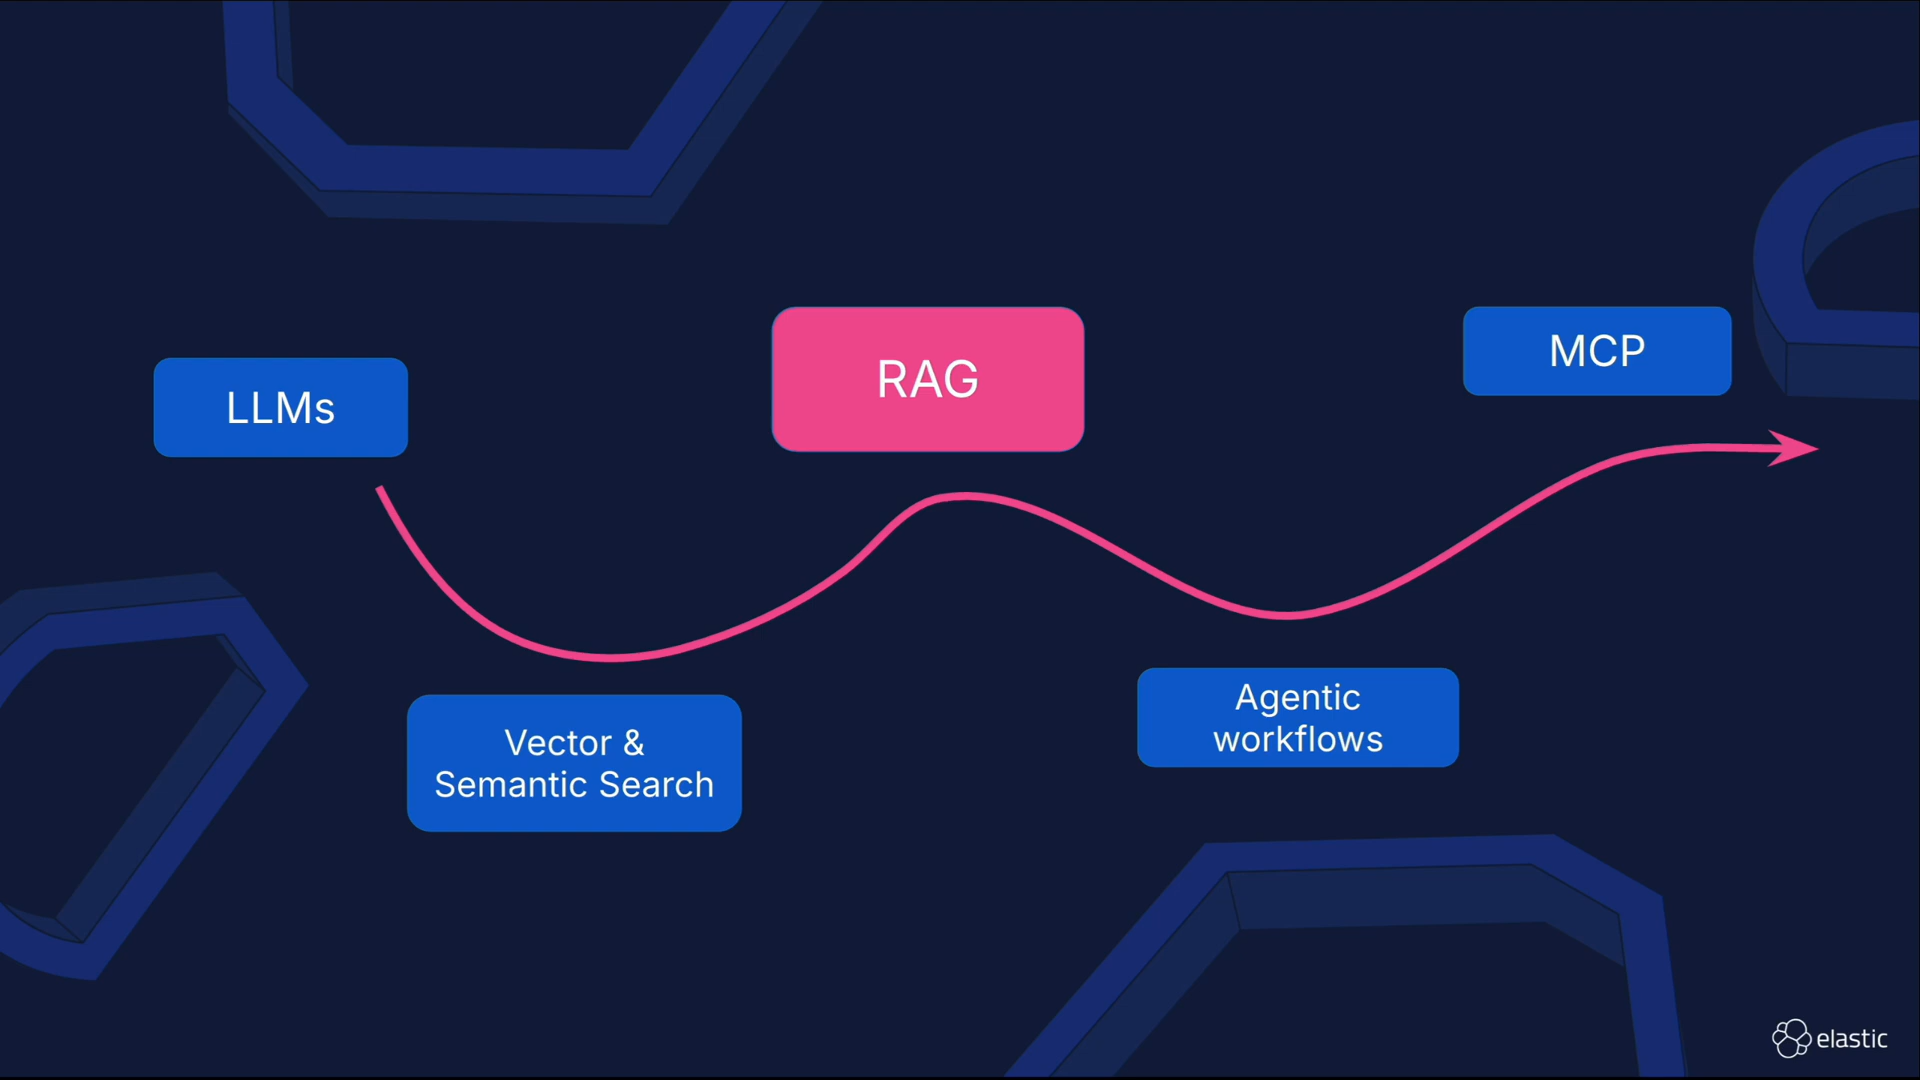 LLMs
Vector &
Semantic Search
RAG
Agentic
workflows
MCP
elastic